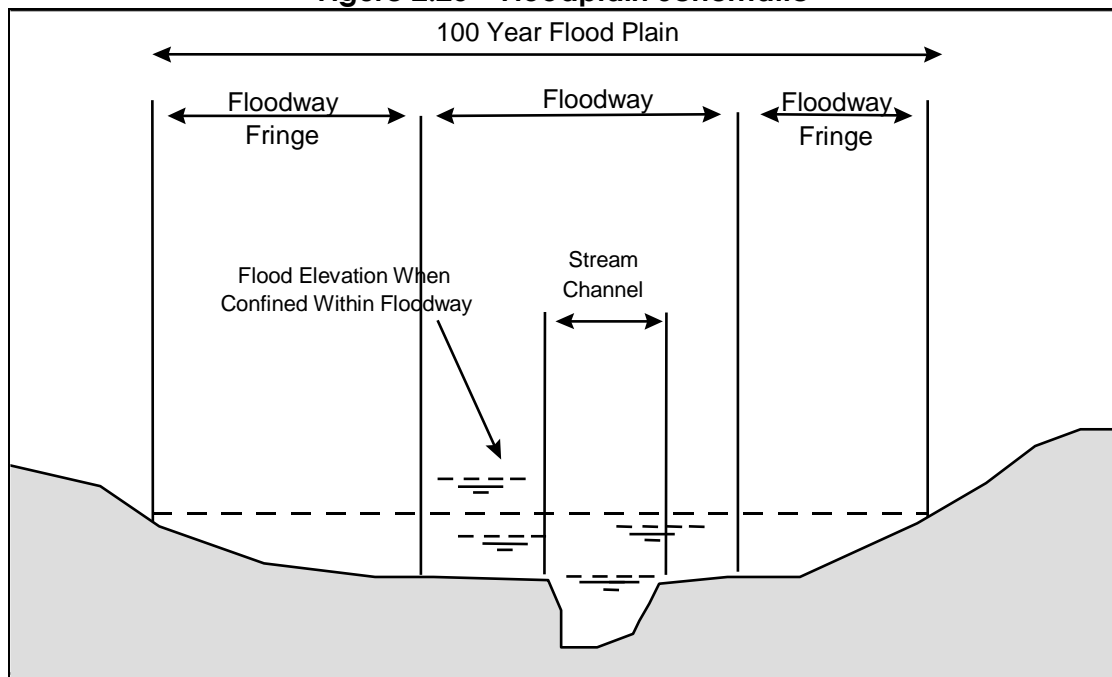 100 Year Flood Plain
Floodway
Fringe
Floodway
Floodway
Fringe
Flood Elevation When
Confined Within Floodway
Stream
Channel